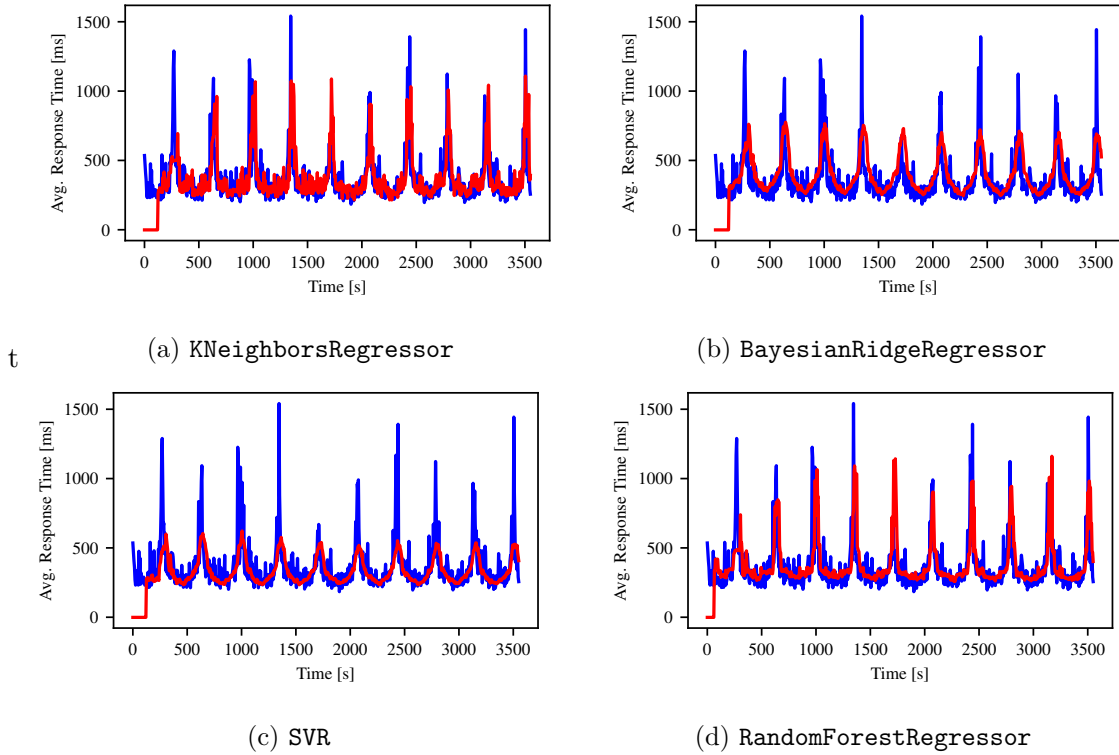 1500
1000
500
0
Avg. Response Time [ms]
0 500 1000 1500 2000 2500 3000 3500
Time [s]
(a) KNeighborsRegressor
1500
1000
500
0
Avg. Response Time [ms]
0 500 1000 1500 2000 2500 3000 3500
Time [s]
(b) BayesianRidgeRegressor
t
1500
1000
500
0
Avg. Response Time [ms]
0 500 1000 1500 2000 2500 3000 3500
Time [s]
(c) SVR
1500
1000
500
0
Avg. Response Time [ms]
0 500 1000 1500 2000 2500 3000 3500
Time [s]
(d) RandomForestRegressor